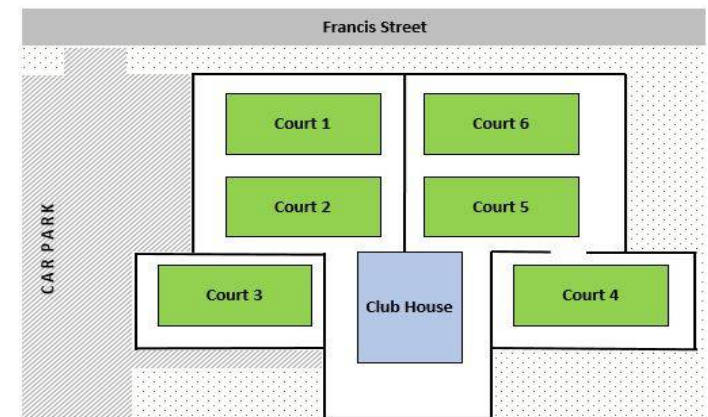 Francis Street
Court 1
Court 6
Court 2
Court 5
CAR PARK
Court 3
Club House
Court 4